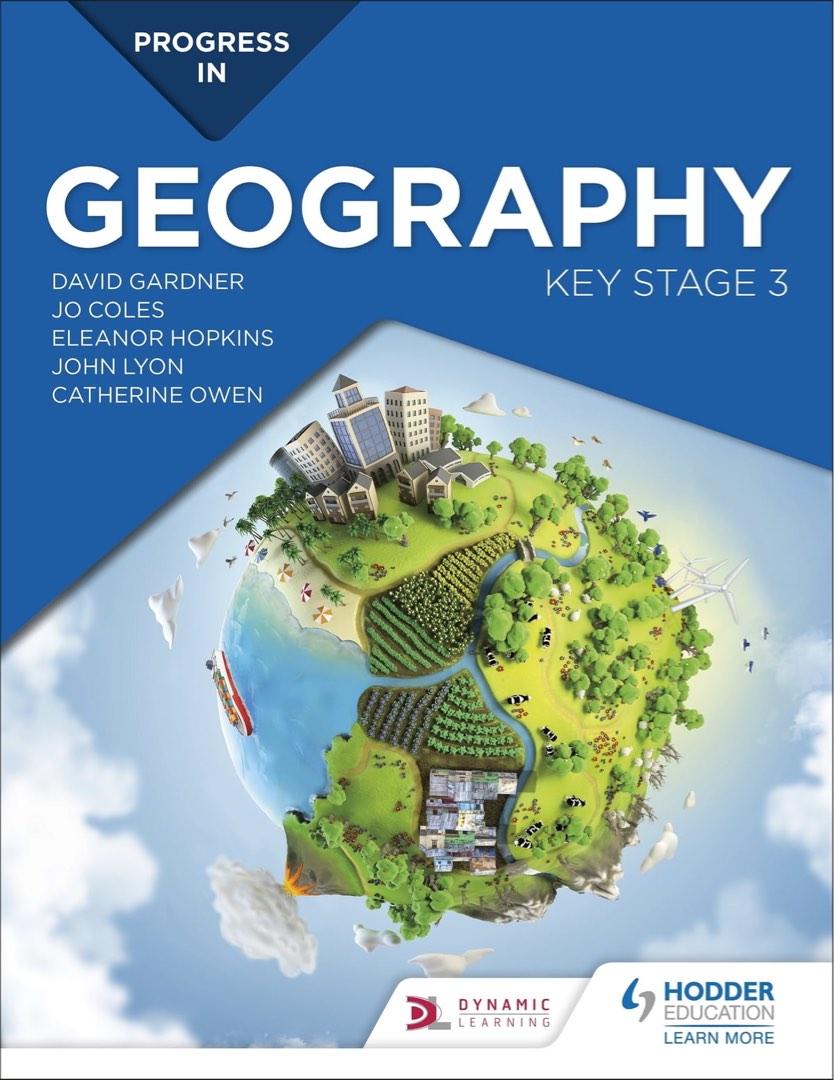 PROGRESS
IN
GEOGRAPHY
KEY STAGE 3
DAVID GARDNER
JO COLES
ELEANOR HOPKINS
JOHN LYON
CATHERINE OWEN
DL DYNAMIC
LEARNING
HODDER
EDUCATION
LEARN MORE